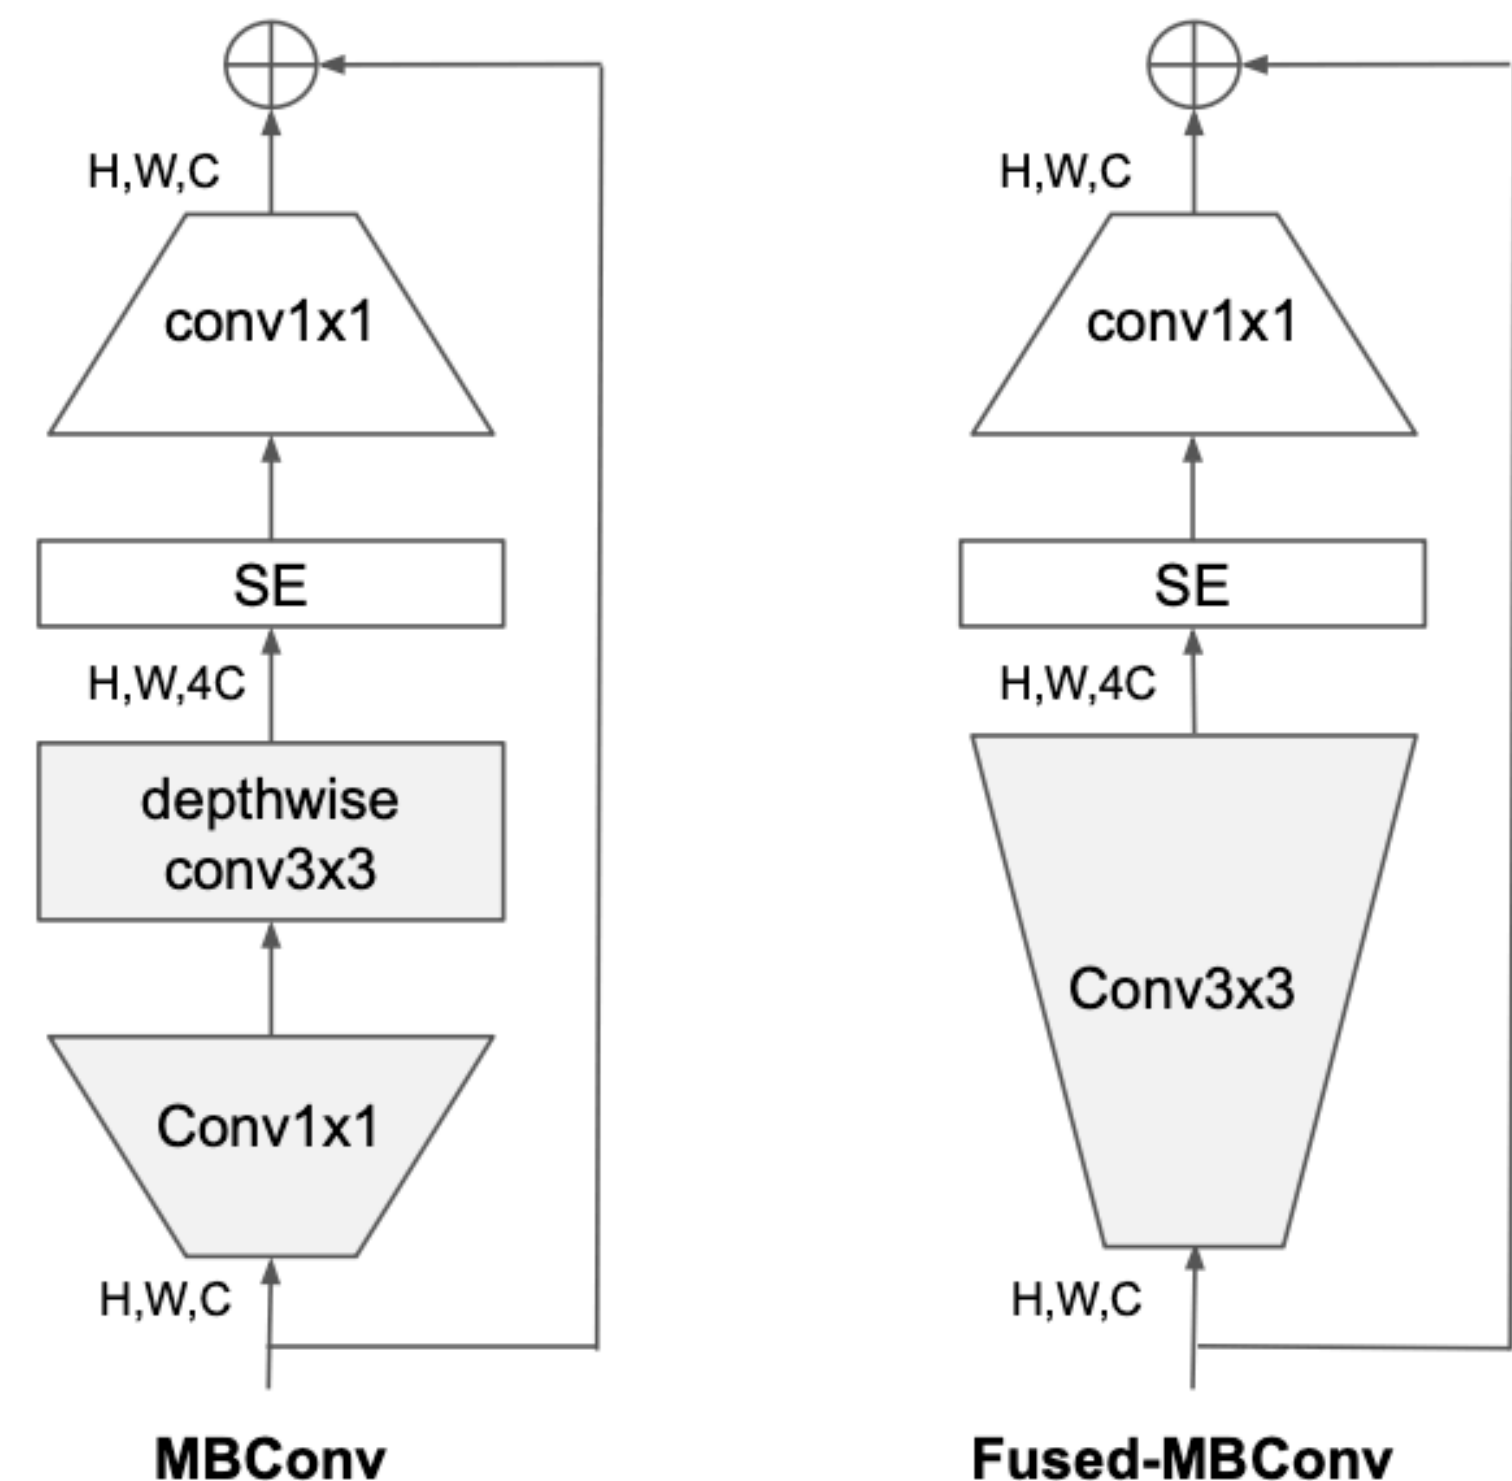 H,W,C
conv1x1
SE
H,W,4C
depthwise
conv3x3
Conv1x1
H,W,C
MBConv
H,W,C
conv1x1
SE
H,W,4C
Conv3x3
H,W,C
Fused-MBConv